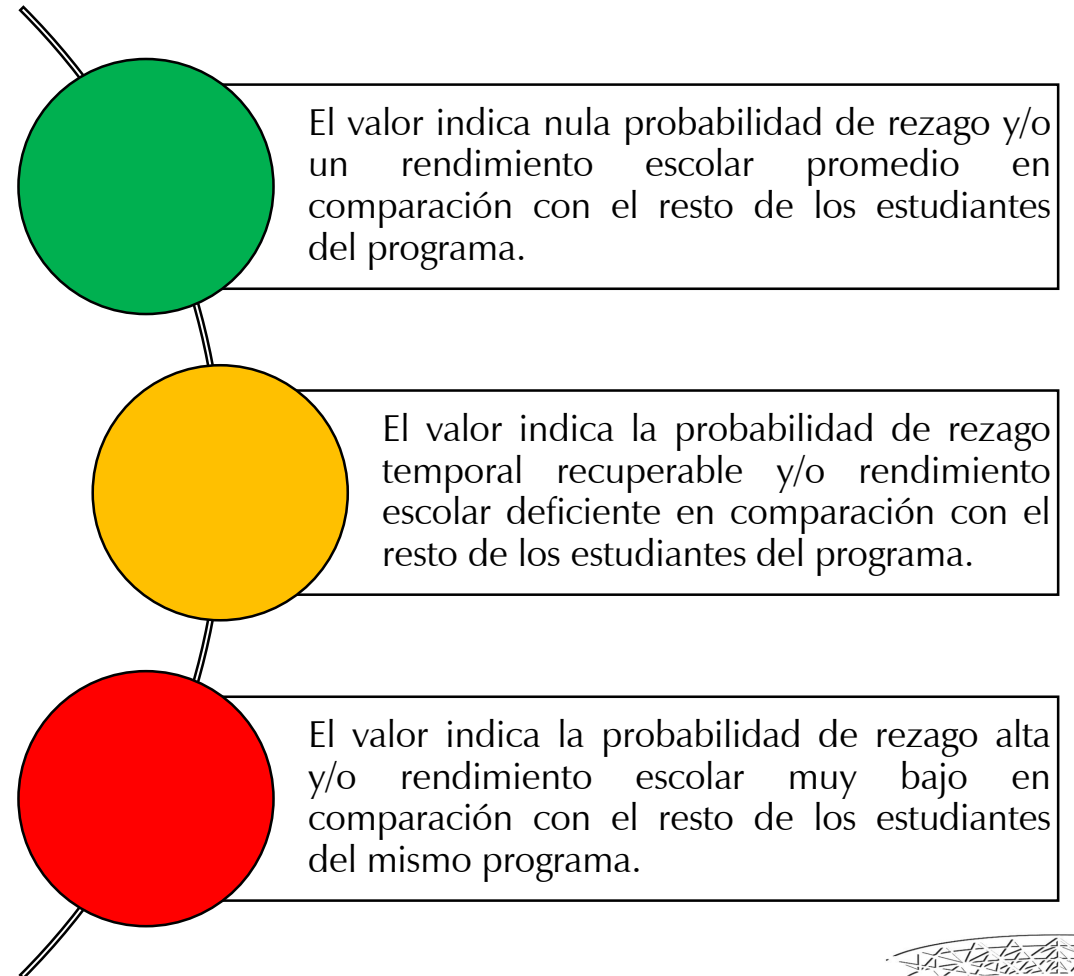 El valor indica nula probabilidad de rezago y/o
un rendimiento escolar promedio en
comparación con el resto de los estudiantes
del programa.
El valor indica la probabilidad de rezago
temporal recuperable y/o rendimiento
escolar deficiente en comparación con el
resto de los estudiantes del programa.
El valor indica la probabilidad de rezago alta
y/o rendimiento escolar muy bajo en
comparación con el resto de los estudiantes
del mismo programa.